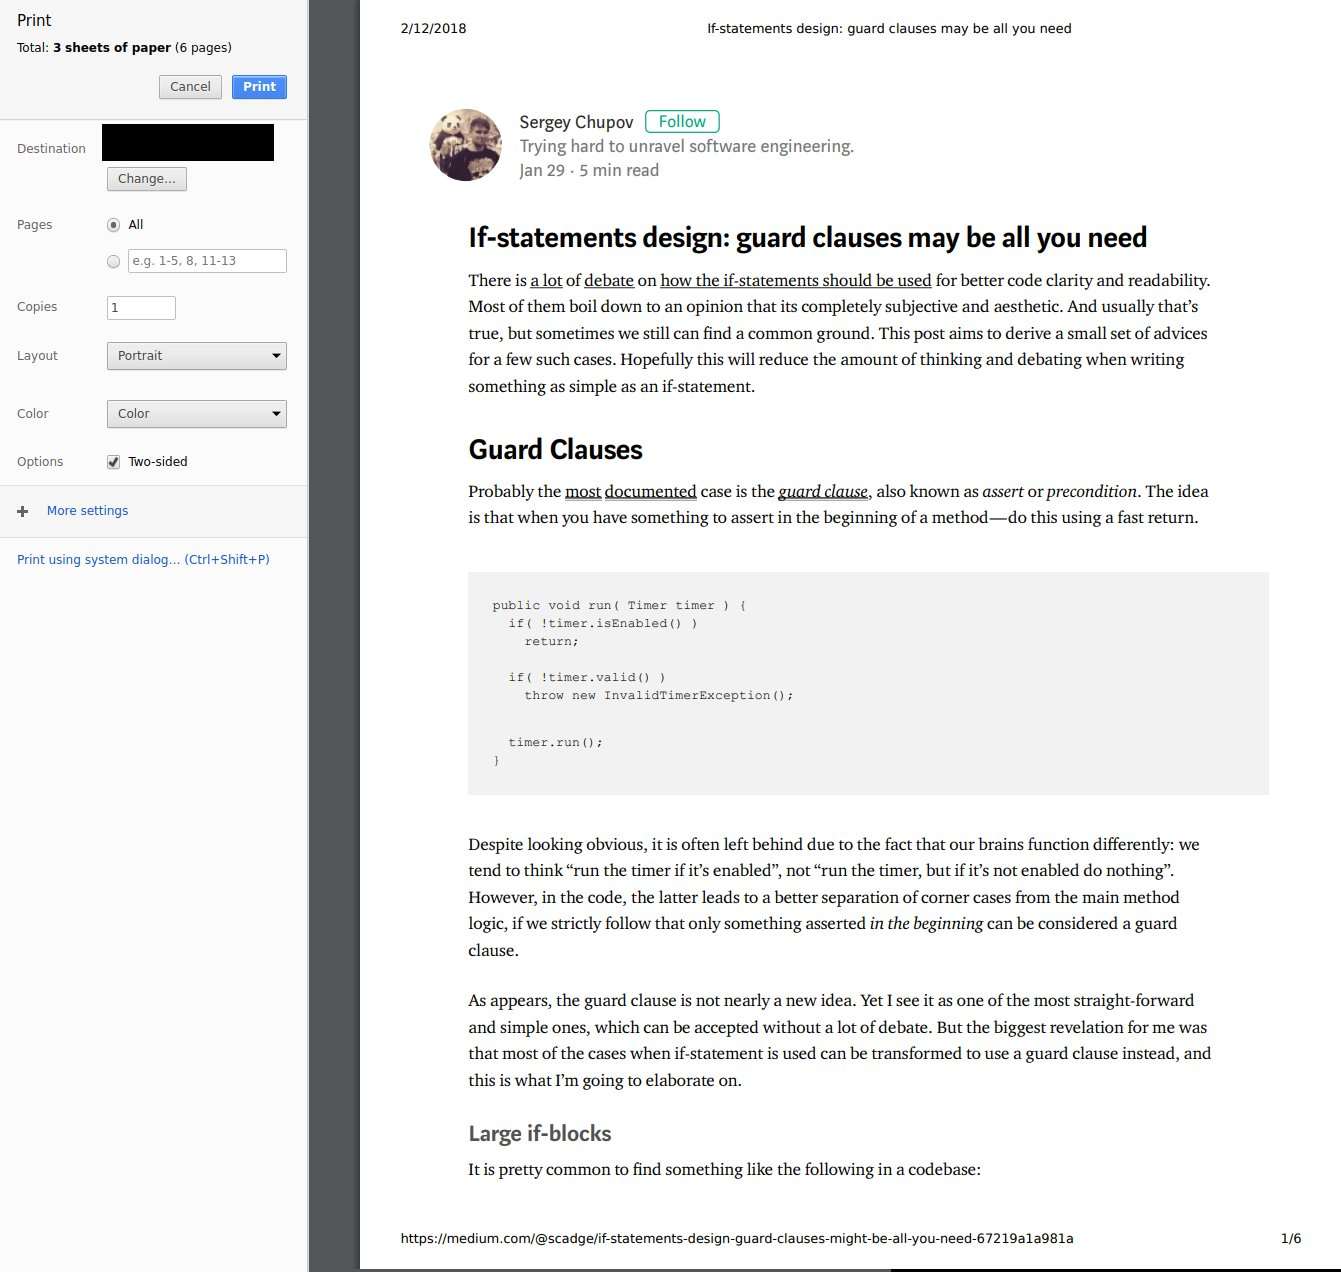 Print
Total: 3 sheets of paper (6 pages)
Cancel
Print
Destination
Change...
Pages
All
e.g. 1-5, 8, 11-13
Copies
1
Layout
Portrait
Color
Color
Options
Two-sided
More settings
Print using system dialog... (Ctrl+Shift+P)
2/12/2018
If-statements design: guard clauses may be all you need
Sergey Chupov
Follow
Trying hard to unravel software engineering.
Jan 29 · 5 min read
If-statements design: guard clauses may be all you need
There is a lot of debate on how the if-statements should be used for better code clarity and readability.
Most of them boil down to an opinion that its completely subjective and aesthetic. And usually that’s
true, but sometimes we still can find a common ground. This post aims to derive a small set of advices
for a few such cases. Hopefully this will reduce the amount of thinking and debating when writing
something as simple as an if-statement.
Guard Clauses
Probably the most documented case is the guard clause, also known as assert or precondition. The idea
is that when you have something to assert in the beginning of a method—do this using a fast return.
public void run( Timer timer ) {
if( !timer.isEnabled() )
return;
if( !timer.valid() )
throw new InvalidTimerException();
timer.run();
}
Despite looking obvious, it is often left behind due to the fact that our brains function differently: we
tend to think “run the timer if it’s enabled”, not “run the timer, but if it’s not enabled do nothing”.
However, in the code, the latter leads to a better separation of corner cases from the main method
logic, if we strictly follow that only something asserted in the beginning can be considered a guard
clause.
As appears, the guard clause is not nearly a new idea. Yet I see it as one of the most straight-forward
and simple ones, which can be accepted without a lot of debate. But the biggest revelation for me was
that most of the cases when if-statement is used can be transformed to use a guard clause instead, and
this is what I’m going to elaborate on.
Large if-blocks
It is pretty common to find something like the following in a codebase:
https://medium.com/@scadge/if-statements-design-guard-clauses-might-be-all-you-need-67219a1a981a
1/6